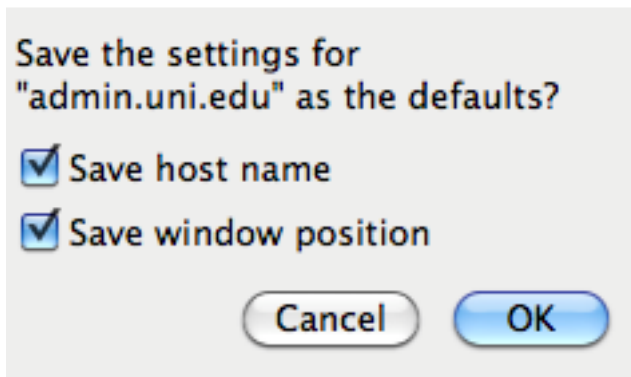 Save the settings for
"admin.uni.edu" as the defaults?
Save host name
Save window position
Cancel OK